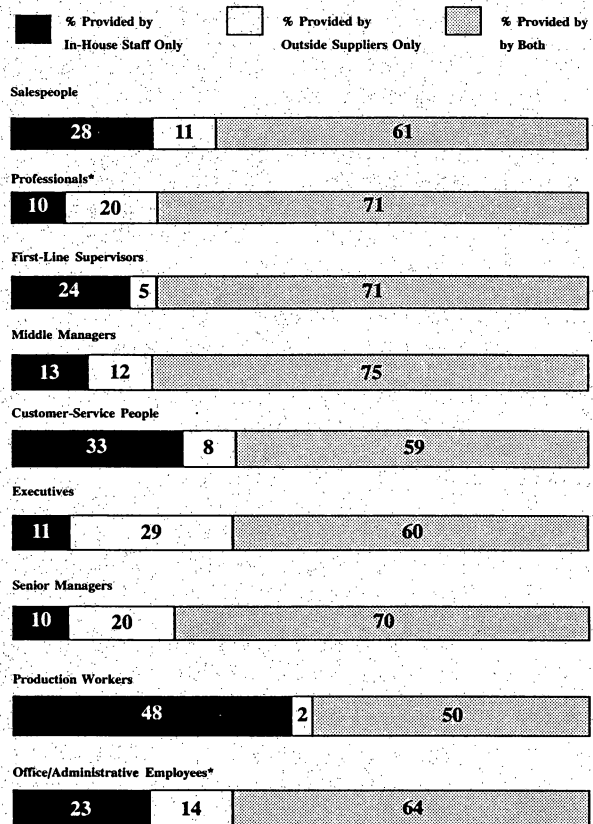 % Provided by
In-House Staff Only
% Provided by
Outside Suppliers Only
% Provided by
by Both
Salespeople
28 11 61
Professionals*
10 20 71
First-Line Supervisors
24 5 71
Middle Managers
13 12 75
Customer-Service People
33 8 59
Executives
11 29 60
Senior Managers
10 20 70
Production Workers
48 2 50
Office/Administrative Employees*
23 14 64